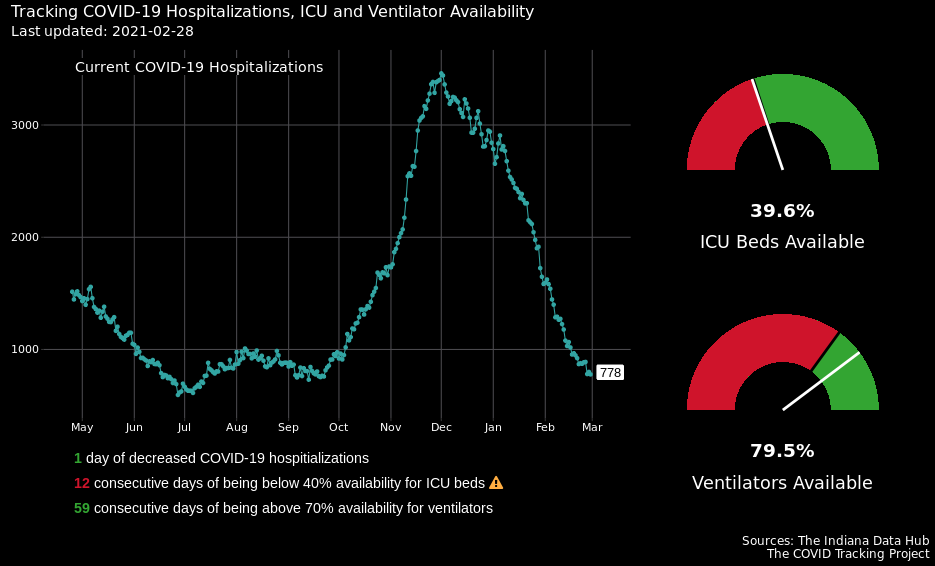 Tracking COVID-19 Hospitalizations, ICU and Ventilator Availability
Last updated: 2021-02-28
Current COVID-19 Hospitalizations
3000
2000
1000
778
May Jun Jul Aug Sep Oct Nov Dec Jan Feb Mar
39.6%
ICU Beds Available
79.5%
Ventilators Available
1 day of decreased COVID-19 hospitializations
12 consecutive days of being below 40% availability for ICU beds ⚠
59 consecutive days of being above 70% availability for ventilators
Sources: The Indiana Data Hub
The COVID Tracking Project